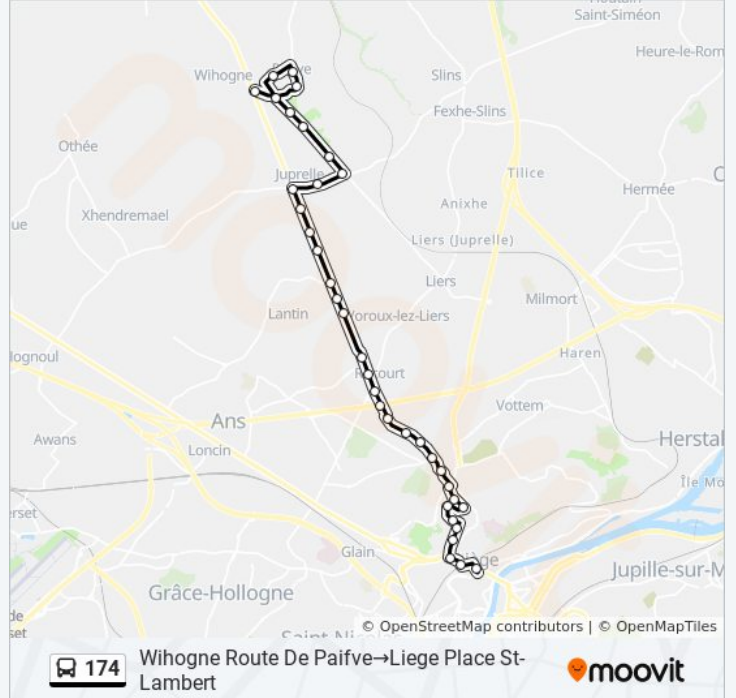 Saint-Siméon
Heure-le-Rom
Wihogne
Slins
Fexhe-Slins
Othée
Juprelle
Tilice
Hermée
Anixhe
Xhendremael
Liers (Juprelle)
Liers
Milmort
Lantin
Voroux-lez-Liers
Haren
Vottem
Ans
Awans
Loncin
Herstal
Île Mo
Glain
Jupille-sur-M
Grâce-Hollogne
© OpenStreetMap contributors | © OpenMapTiles
174
Wihogne Route De Paifve→Liege Place St-
Lambert
moovit